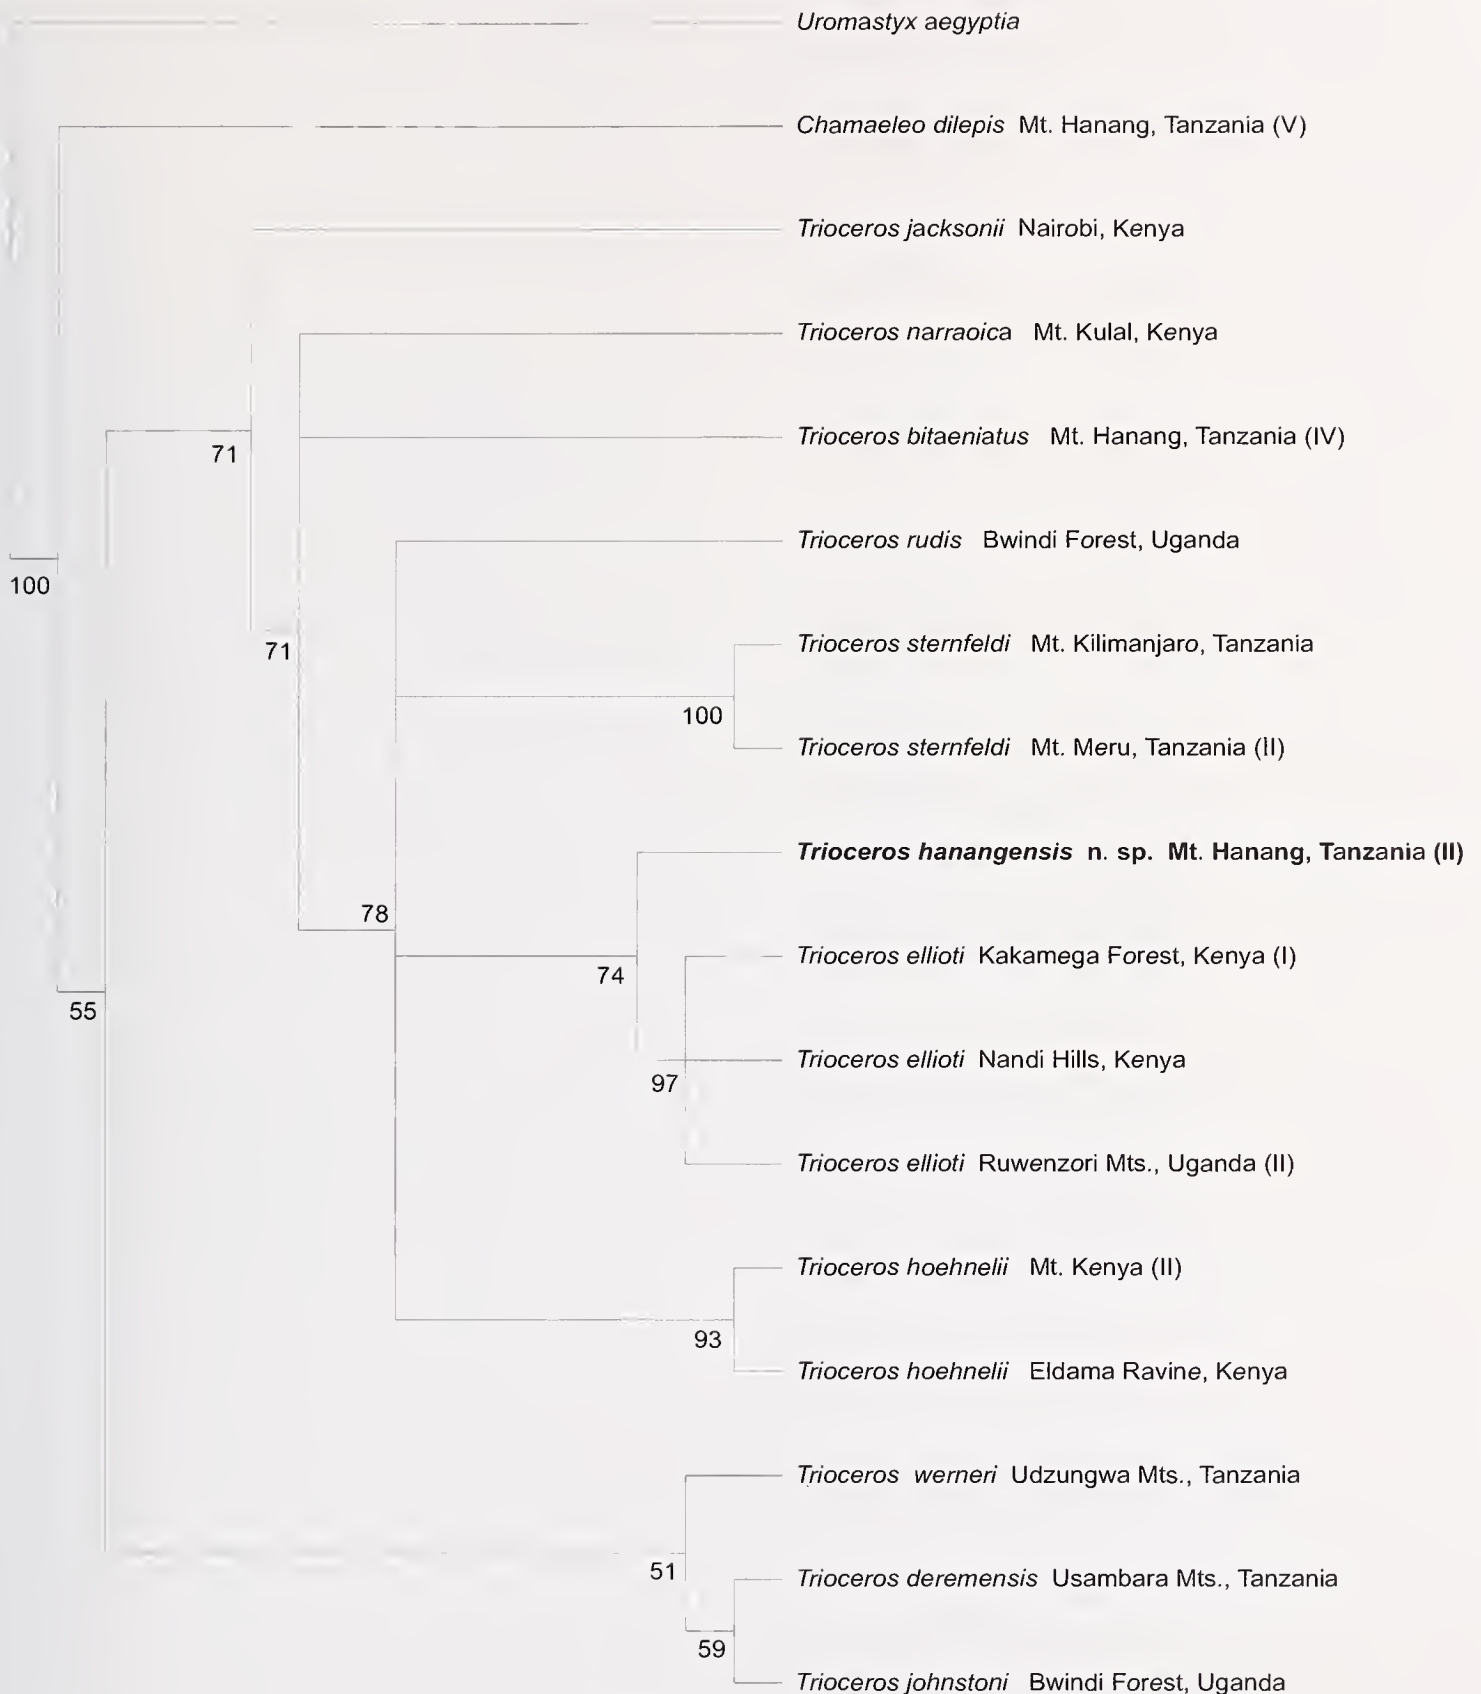 Uromastyx aegyptia
Chamaeleo dilepis Mt. Hanang, Tanzania (V)
Trioceros jacksonii Nairobi, Kenya
Trioceros narraoica Mt. Kulal, Kenya
71
Trioceros bitaeniatus Mt. Hanang, Tanzania (IV)
Trioceros rudis Bwindi Forest, Uganda
100
71
Trioceros sternfeldi Mt. Kilimanjaro, Tanzania
100
Trioceros sternfeldi Mt. Meru, Tanzania (II)
Trioceros hanangensis n. sp. Mt. Hanang, Tanzania (II)
78
Trioceros ellioti Kakamega Forest, Kenya (I)
74
55
Trioceros ellioti Nandi Hills, Kenya
97
Trioceros ellioti Ruwenzori Mts., Uganda (II)
Trioceros hoehnelii Mt. Kenya (II)
93
Trioceros hoehnelii Eldama Ravine, Kenya
Trioceros werneri Udzungwa Mts., Tanzania
51
Trioceros deremensis Usambara Mts., Tanzania
59
Trioceros johnstoni Bwindi Forest, Uganda